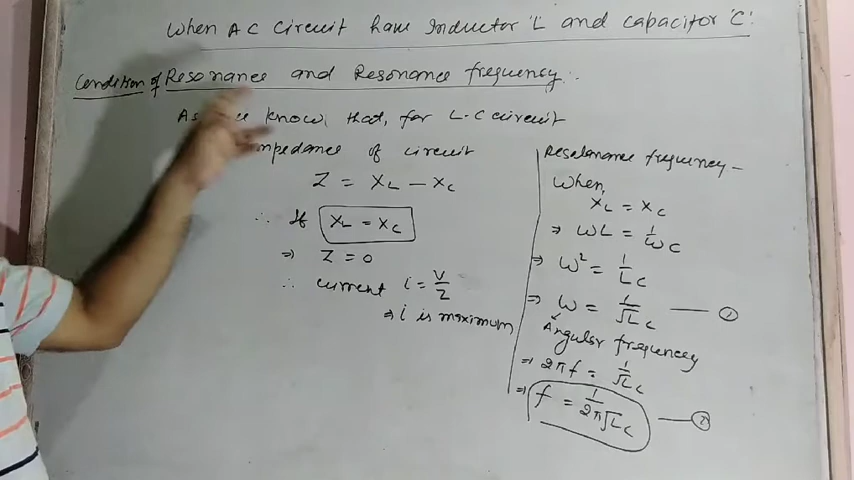 When AC circuit have Inductor 'L' and capacitor 'C'.
Condition of Resonance and Resonance frequency:
As know, that, for L-C circuit
mpedance of circuit
Z = XL - XC
∴ If XL = XC
⇒ Z = 0
∴ current i = V/Z
⇒ i is maximum
frequency -
When,
XL = XC
⇒ ωL = 1/ωC
⇒ ω² = 1/LC
⇒ ω = 1/√LC —— ①
Angular frequency
⇒ 2πf = 1/√LC
⇒ f = 1/2π√LC —— ②